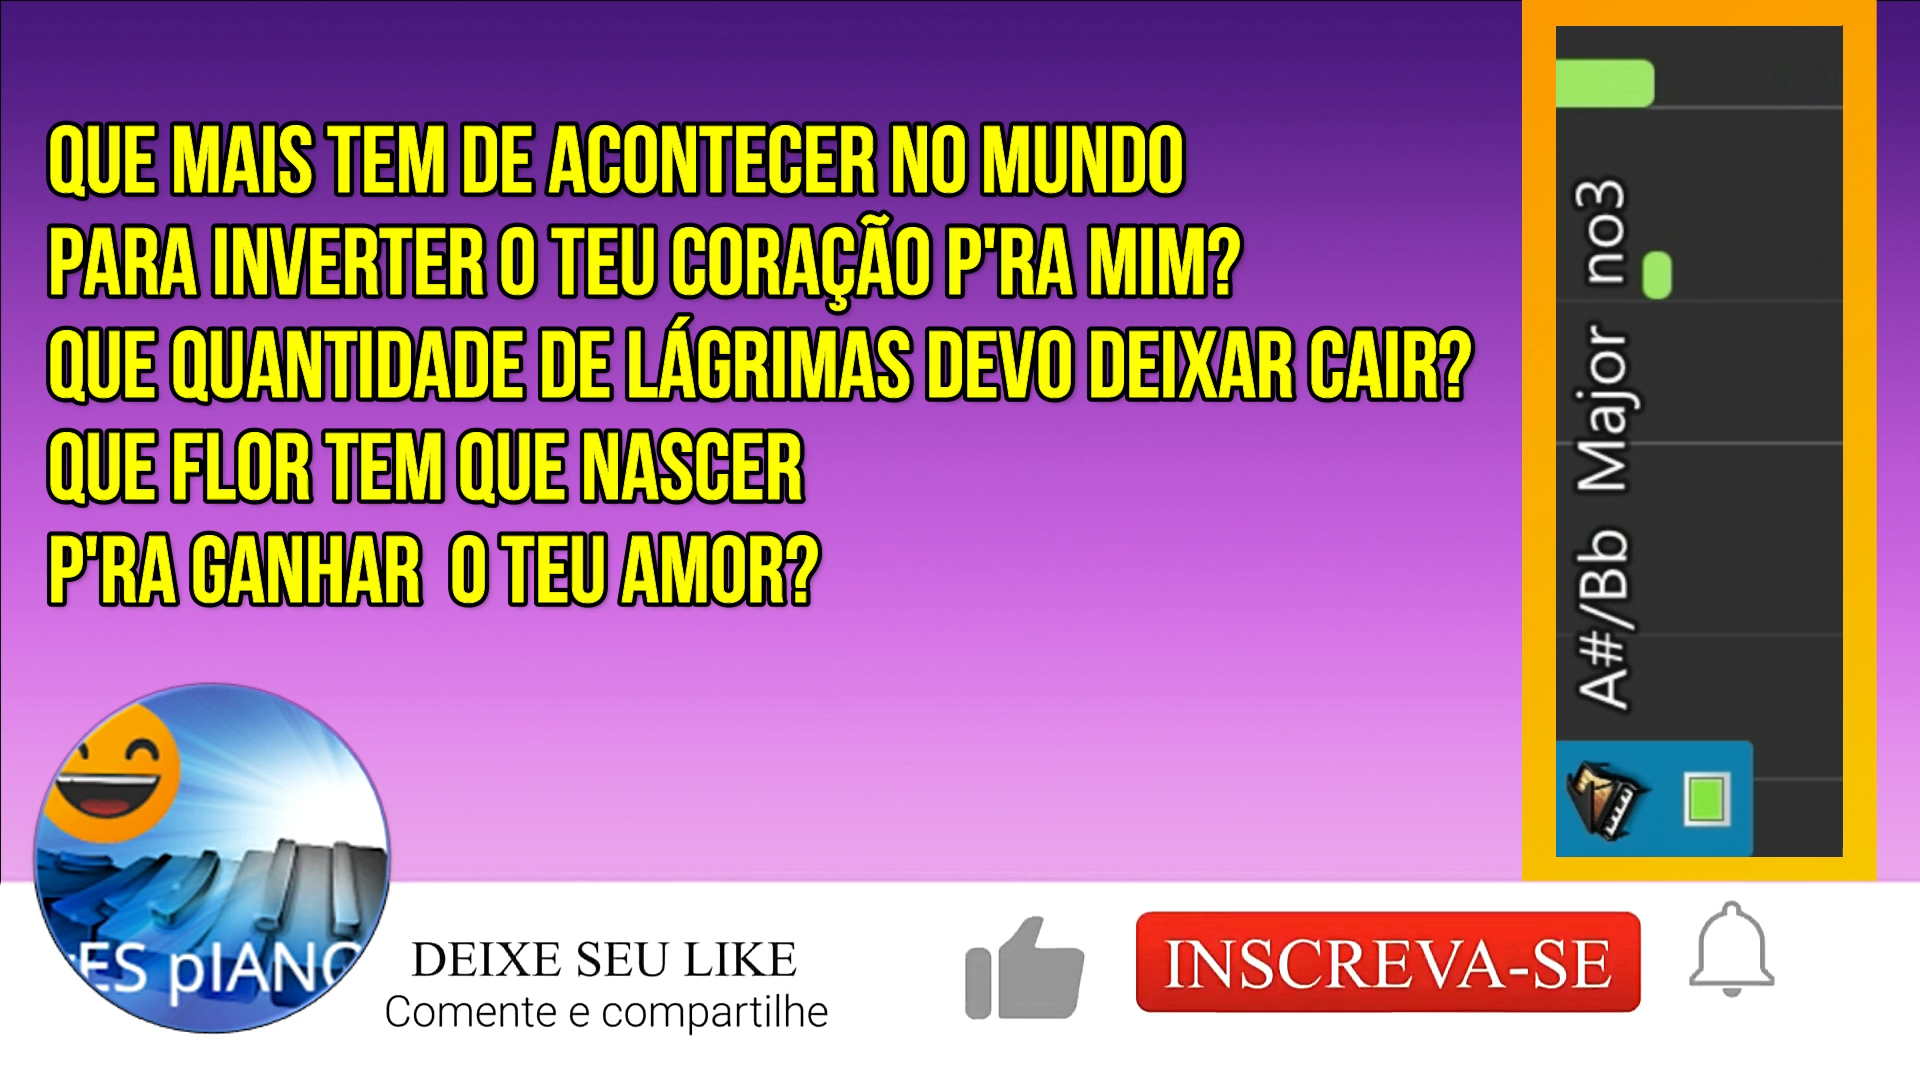 QUE MAIS TEM DE ACONTECER NO MUNDO
PARA INVERTER O TEU CORAÇÃO P'RA MIM?
QUE QUANTIDADE DE LÁGRIMAS DEVO DEIXAR CAIR?
QUE FLOR TEM QUE NASCER
P'RA GANHAR  O TEU AMOR?
A#/Bb Major no3
ES pIANO
DEIXE SEU LIKE
Comente e compartilhe
INSCREVA-SE